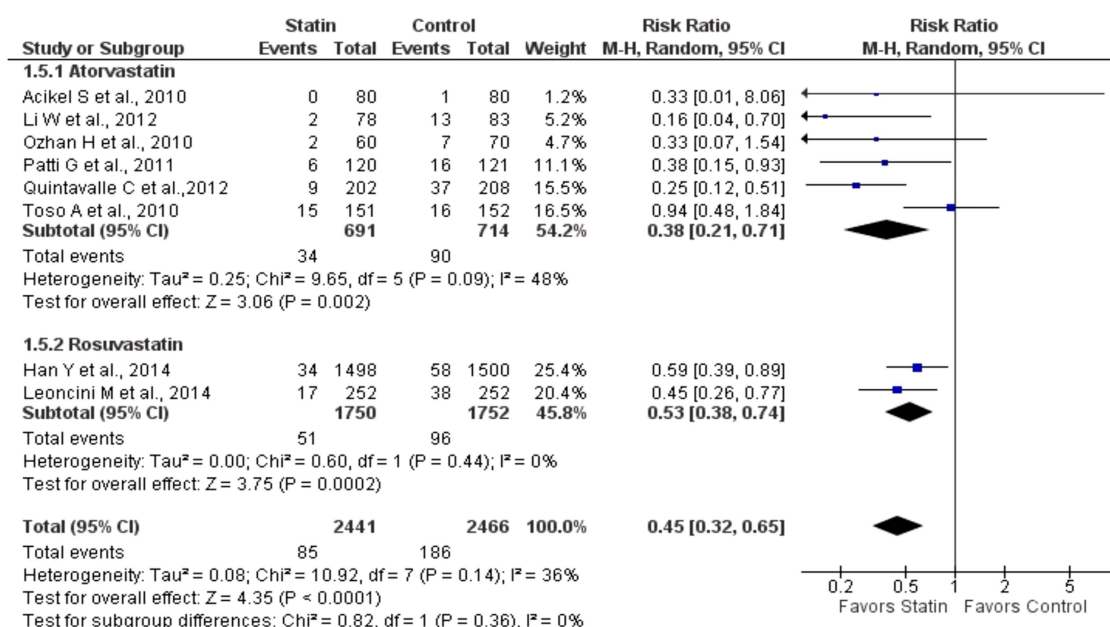 Statin Control Risk Ratio Risk Ratio
Study or Subgroup Events Total Events Total Weight M-H, Random, 95% CI M-H, Random, 95% CI
1.5.1 Atorvastatin
Acikel S et al., 2010 0 80 1 80 1.2% 0.33 [0.01, 8.06]
Li W et al., 2012 2 78 13 83 5.2% 0.16 [0.04, 0.70]
Ozhan H et al., 2010 2 60 7 70 4.7% 0.33 [0.07, 1.54]
Patti G et al., 2011 6 120 16 121 11.1% 0.38 [0.15, 0.93]
Quintavalle C et al.,2012 9 202 37 208 15.5% 0.25 [0.12, 0.51]
Toso A et al., 2010 15 151 16 152 16.5% 0.94 [0.48, 1.84]
Subtotal (95% CI) 691 714 54.2% 0.38 [0.21, 0.71]
Total events 34 90
Heterogeneity: Tau² = 0.25; Chi² = 9.65, df = 5 (P = 0.09); I² = 48%
Test for overall effect: Z = 3.06 (P = 0.002)
1.5.2 Rosuvastatin
Han Y et al., 2014 34 1498 58 1500 25.4% 0.59 [0.39, 0.89]
Leoncini M et al., 2014 17 252 38 252 20.4% 0.45 [0.26, 0.77]
Subtotal (95% CI) 1750 1752 45.8% 0.53 [0.38, 0.74]
Total events 51 96
Heterogeneity: Tau² = 0.00; Chi² = 0.60, df = 1 (P = 0.44); I² = 0%
Test for overall effect: Z = 3.75 (P = 0.0002)
Total (95% CI) 2441 2466 100.0% 0.45 [0.32, 0.65]
Total events 85 186
Heterogeneity: Tau² = 0.08; Chi² = 10.92, df = 7 (P = 0.14); I² = 36%
Test for overall effect: Z = 4.35 (P < 0.0001)
Test for subgroup differences: Chi² = 0.82, df = 1 (P = 0.36), I² = 0%
0.2 0.5 1 2 5
Favors Statin Favors Control